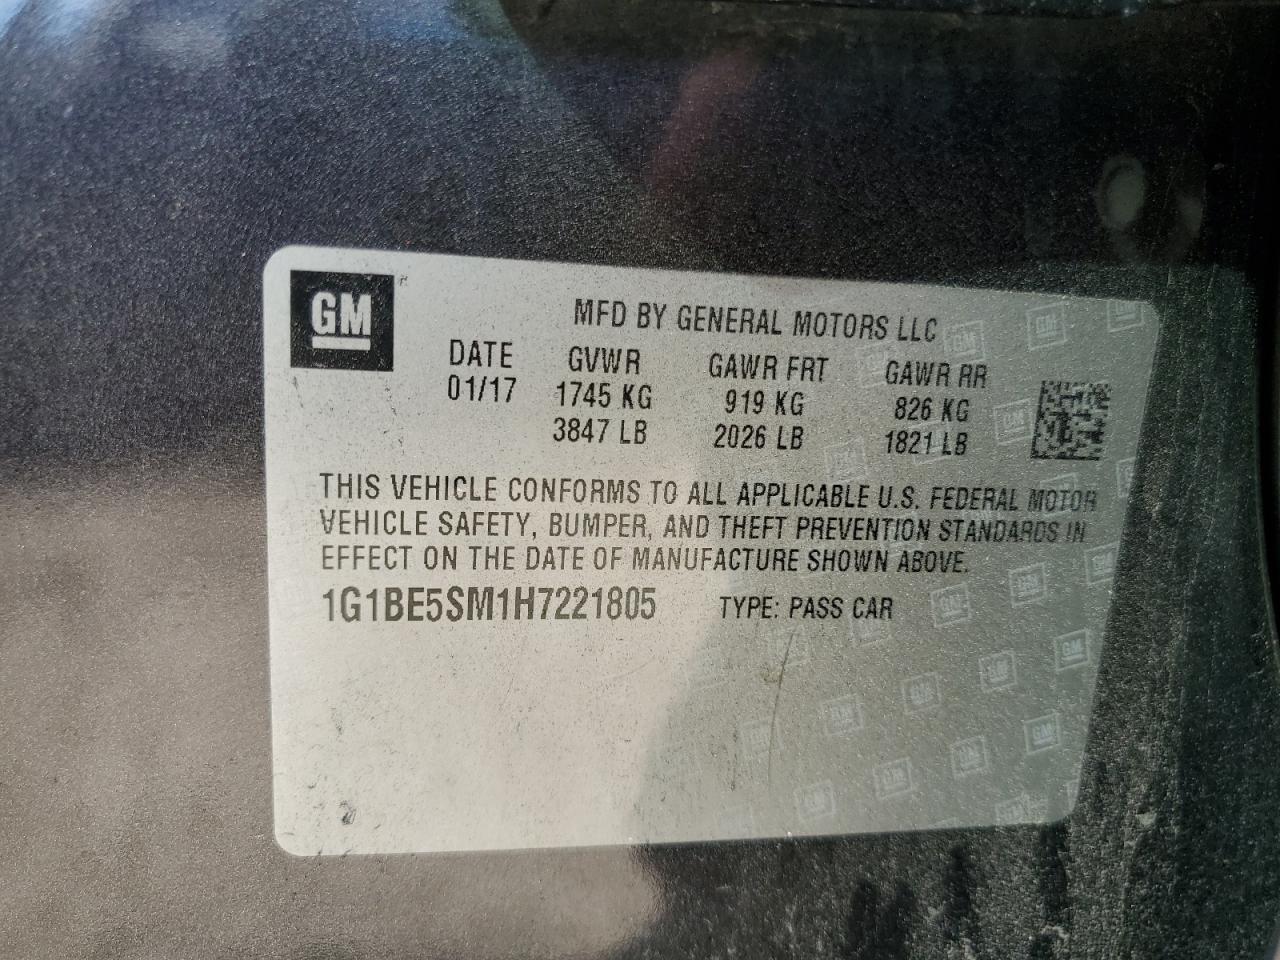 GM
MFD BY GENERAL MOTORS LLC
DATE GVWR GAWR FRT GAWR RR
01/17 1745 KG 919 KG 826 KG
3847 LB 2026 LB 1821 LB
THIS VEHICLE CONFORMS TO ALL APPLICABLE U.S. FEDERAL MOTOR
VEHICLE SAFETY, BUMPER, AND THEFT PREVENTION STANDARDS IN
EFFECT ON THE DATE OF MANUFACTURE SHOWN ABOVE.
1G1BE5SM1H7221805 TYPE: PASS CAR